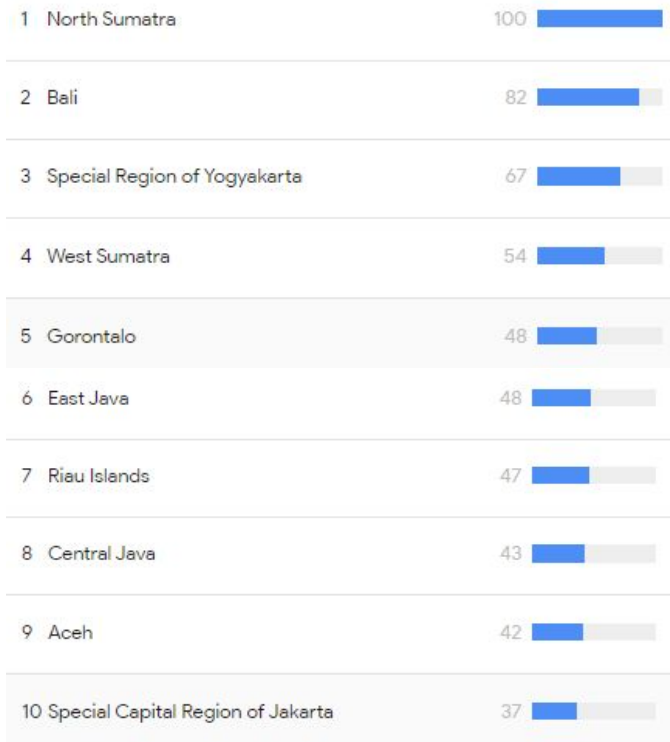 1 North Sumatra 100
2 Bali 82
3 Special Region of Yogyakarta 67
4 West Sumatra 54
5 Gorontalo 48
6 East Java 48
7 Riau Islands 47
8 Central Java 43
9 Aceh 42
10 Special Capital Region of Jakarta 37